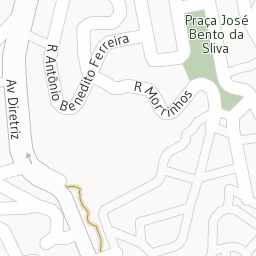 Praça José
Bento da
Sliva
R Antônio Benedito Ferreira
R Morrinhos
Av Diretriz